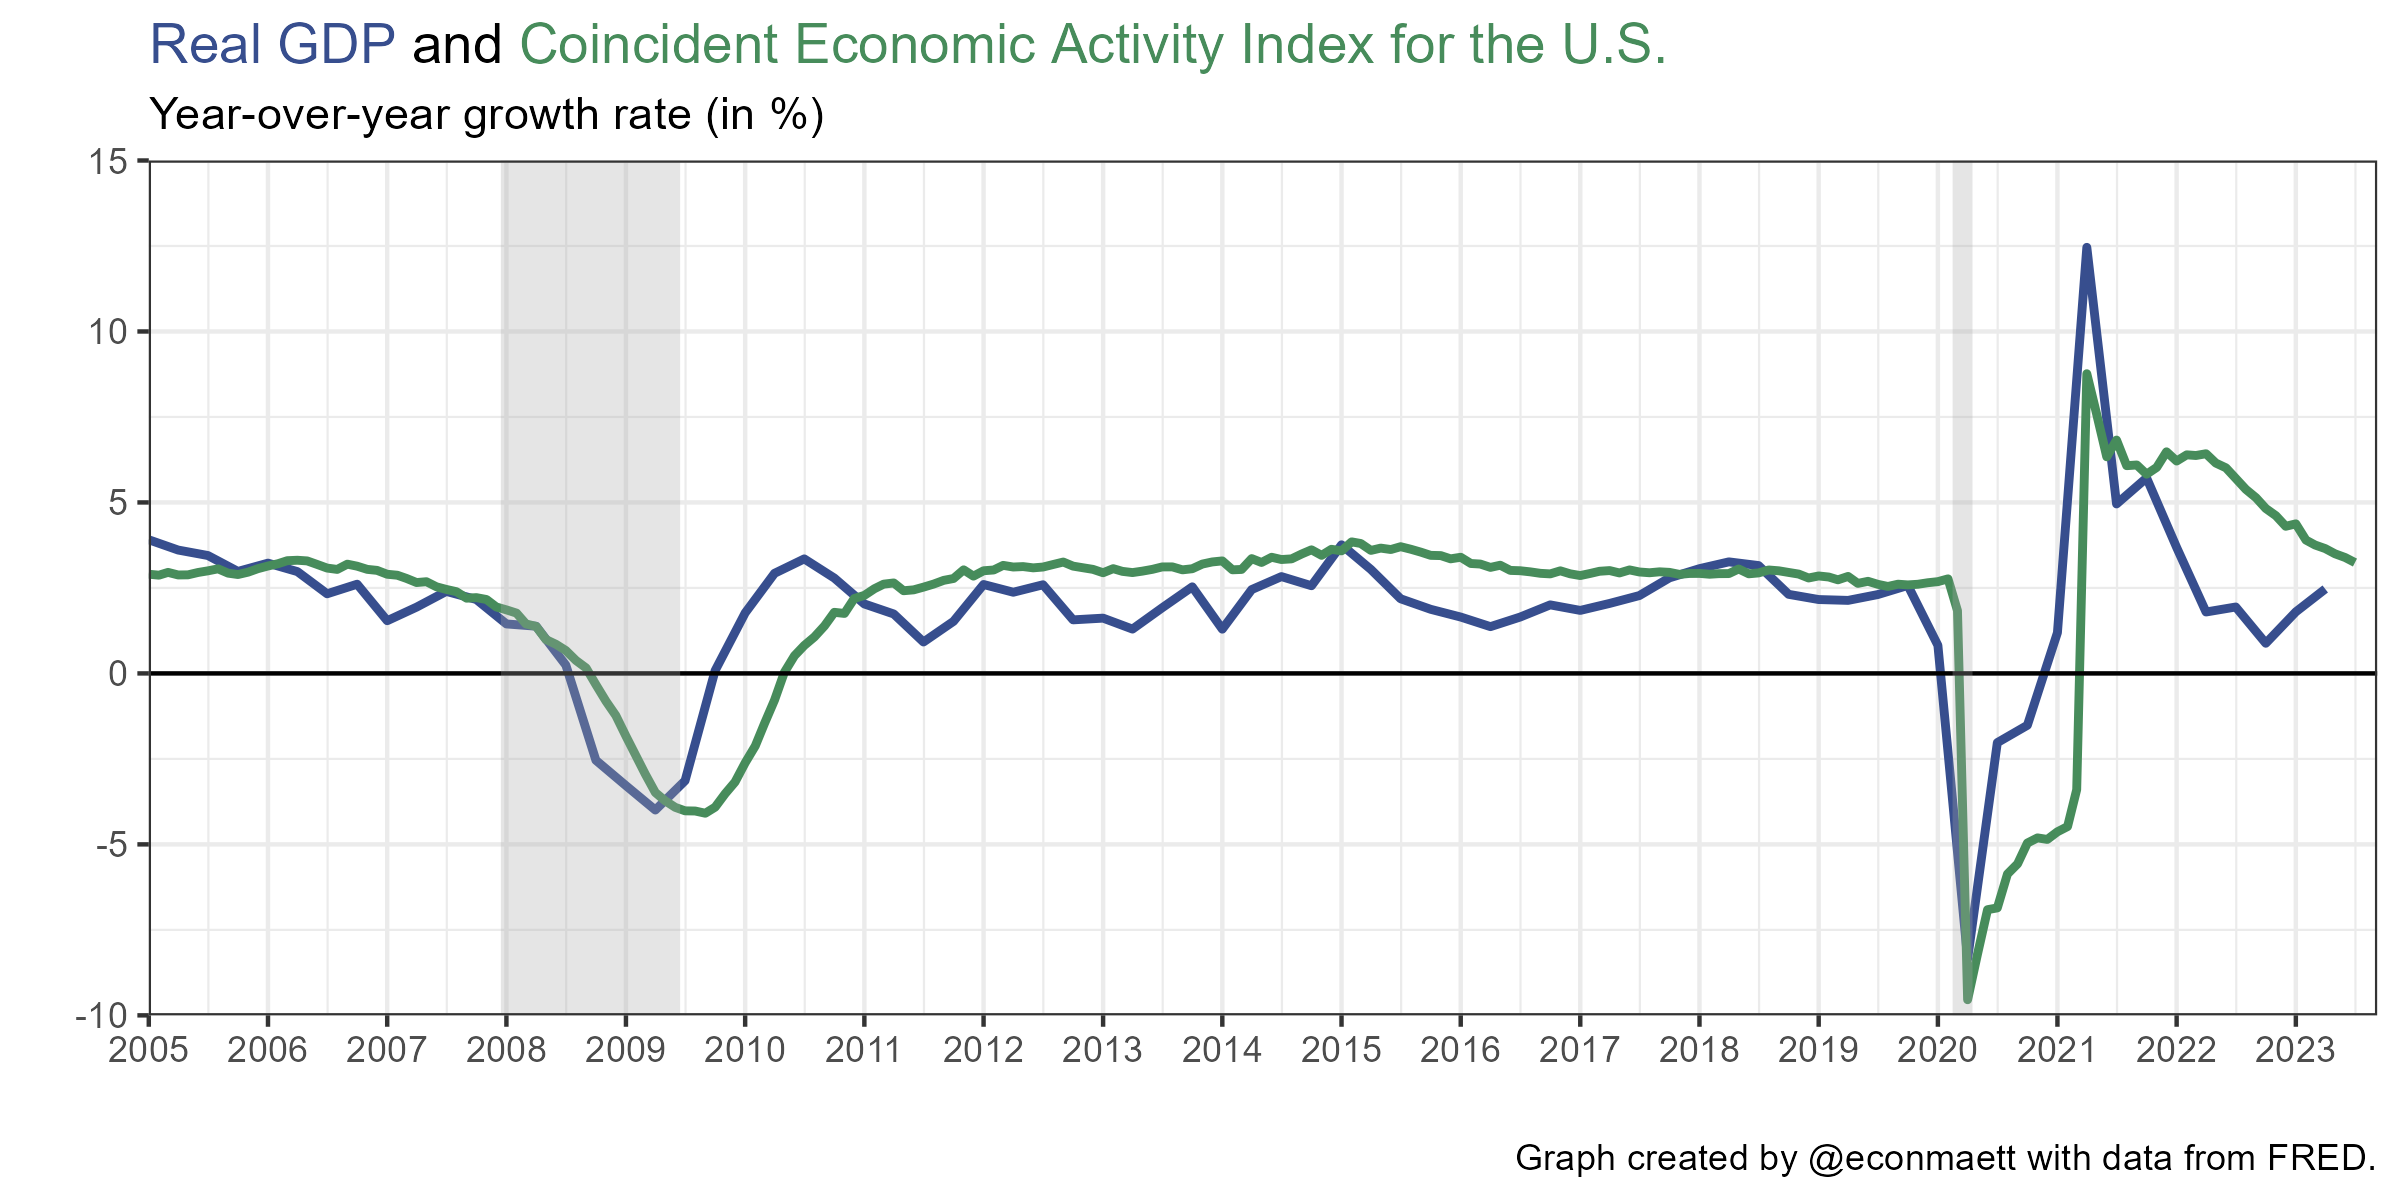 Real GDP and Coincident Economic Activity Index for the U.S.
Year-over-year growth rate (in %)
15
10
5
0
-5
-10
2005 2006 2007 2008 2009 2010 2011 2012 2013 2014 2015 2016 2017 2018 2019 2020 2021 2022 2023
Graph created by @econmaett with data from FRED.